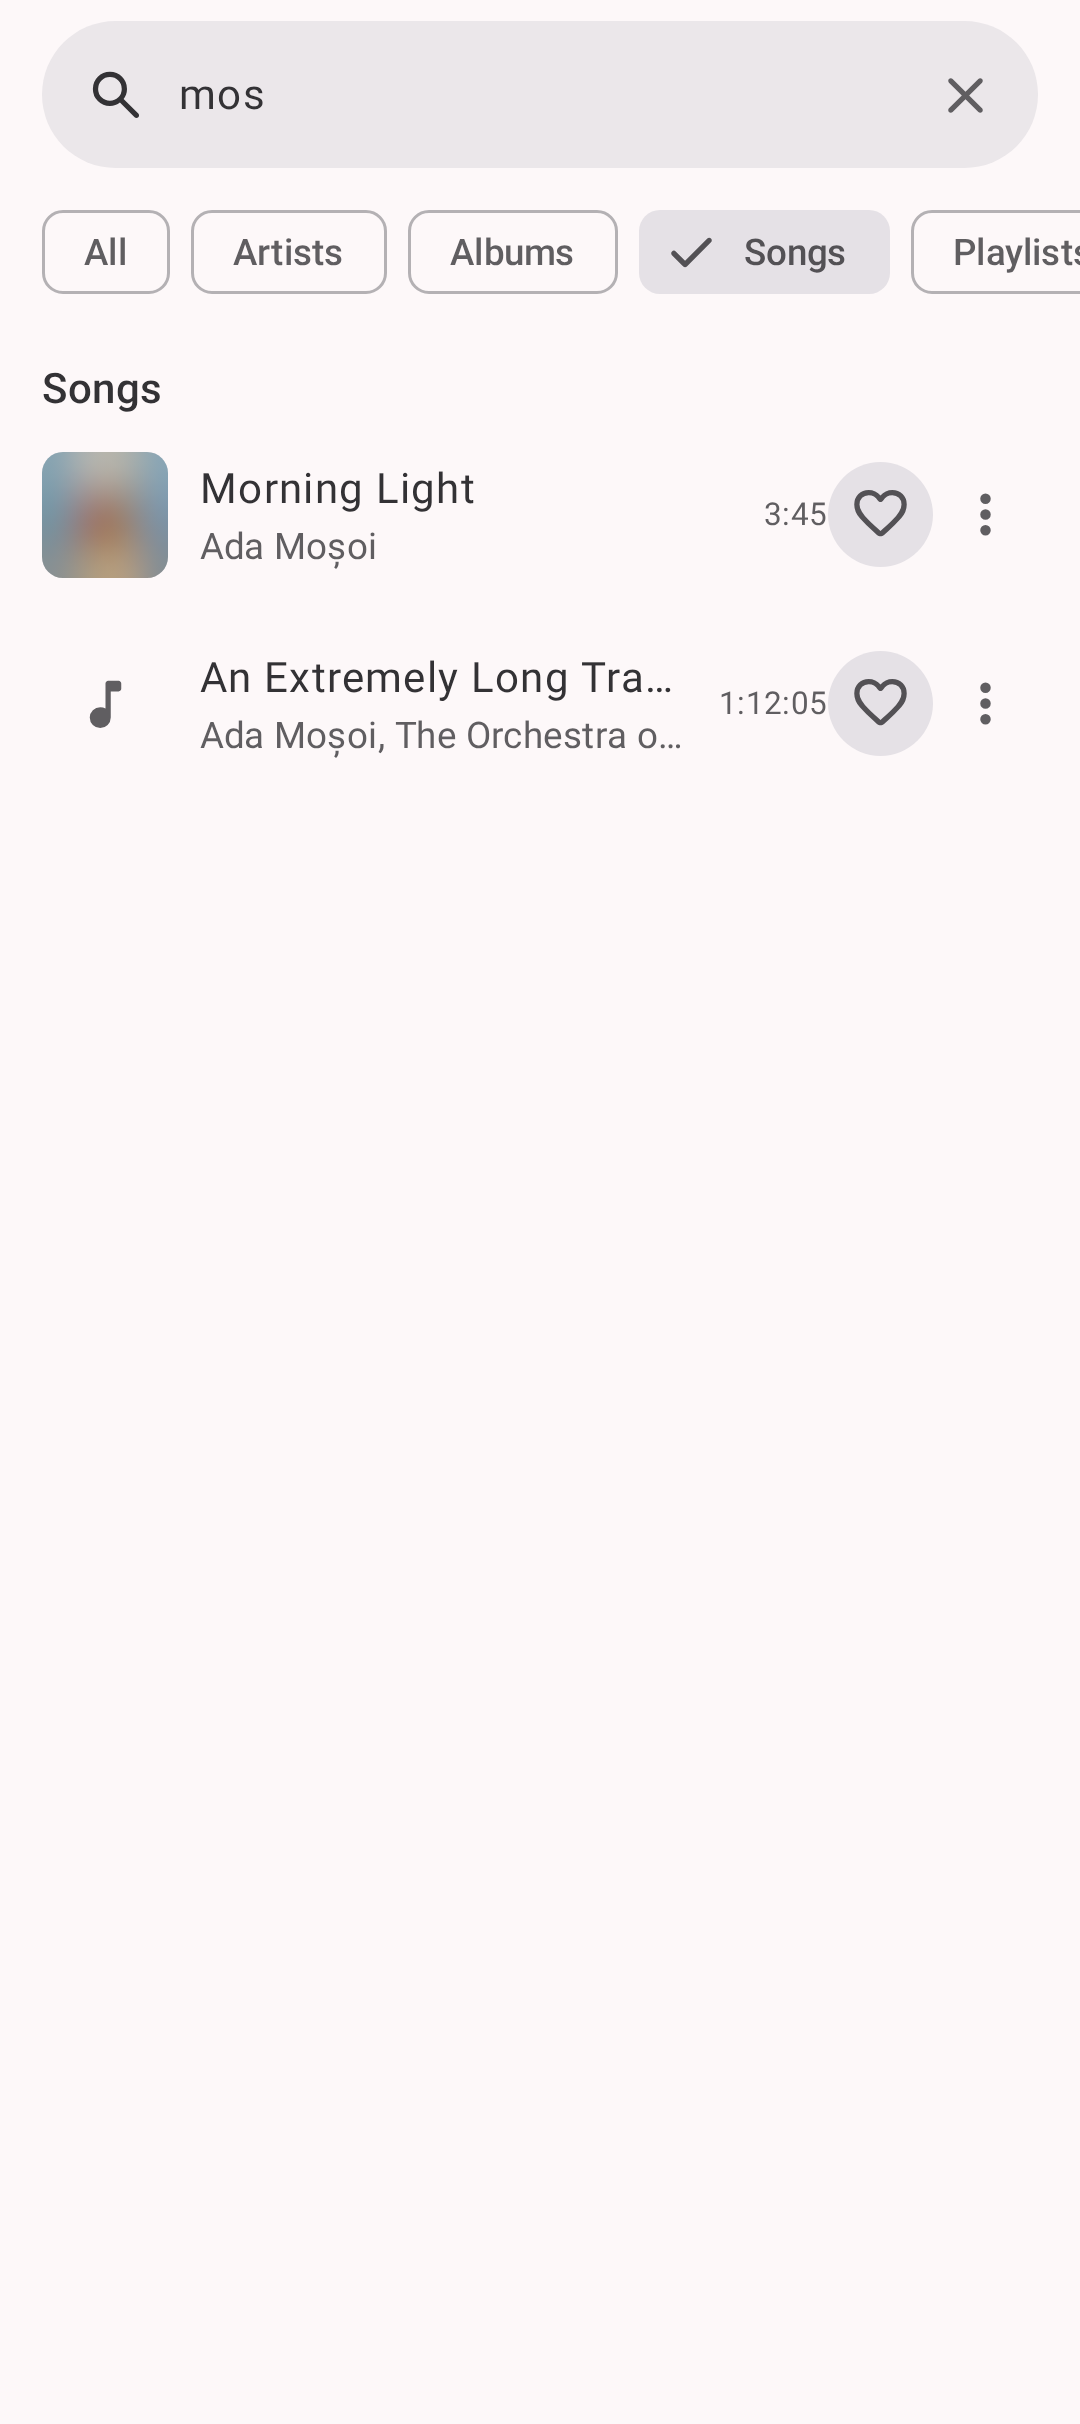 mos
All
Artists
Albums
Songs
Playlists
Songs
Morning Light
Ada Moșoi
3:45
An Extremely Long Tra...
Ada Moșoi, The Orchestra o...
1:12:05